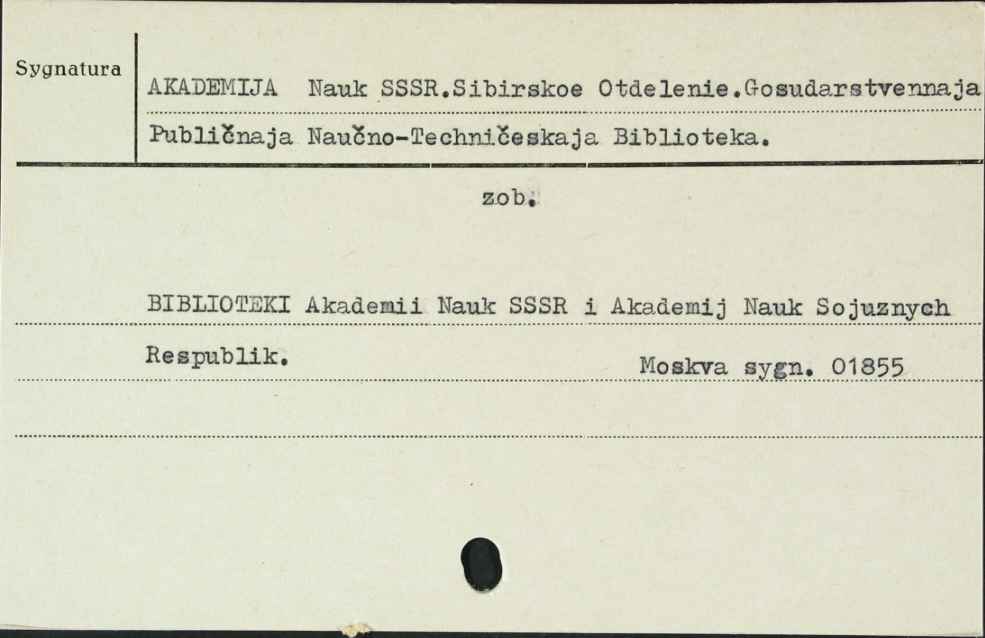 Sygnatura
AKADEMIJA Nauk SSSR.Sibirskoe Otdelenie.Gosudarstvennaja
Publičnaja Naučno-Techničeskaja Biblioteka.
zob.
BIBLIOTEKI Akademii Nauk SSSR i Akademij Nauk Sojuznych
Respublik.
Moskva sygn. 01855